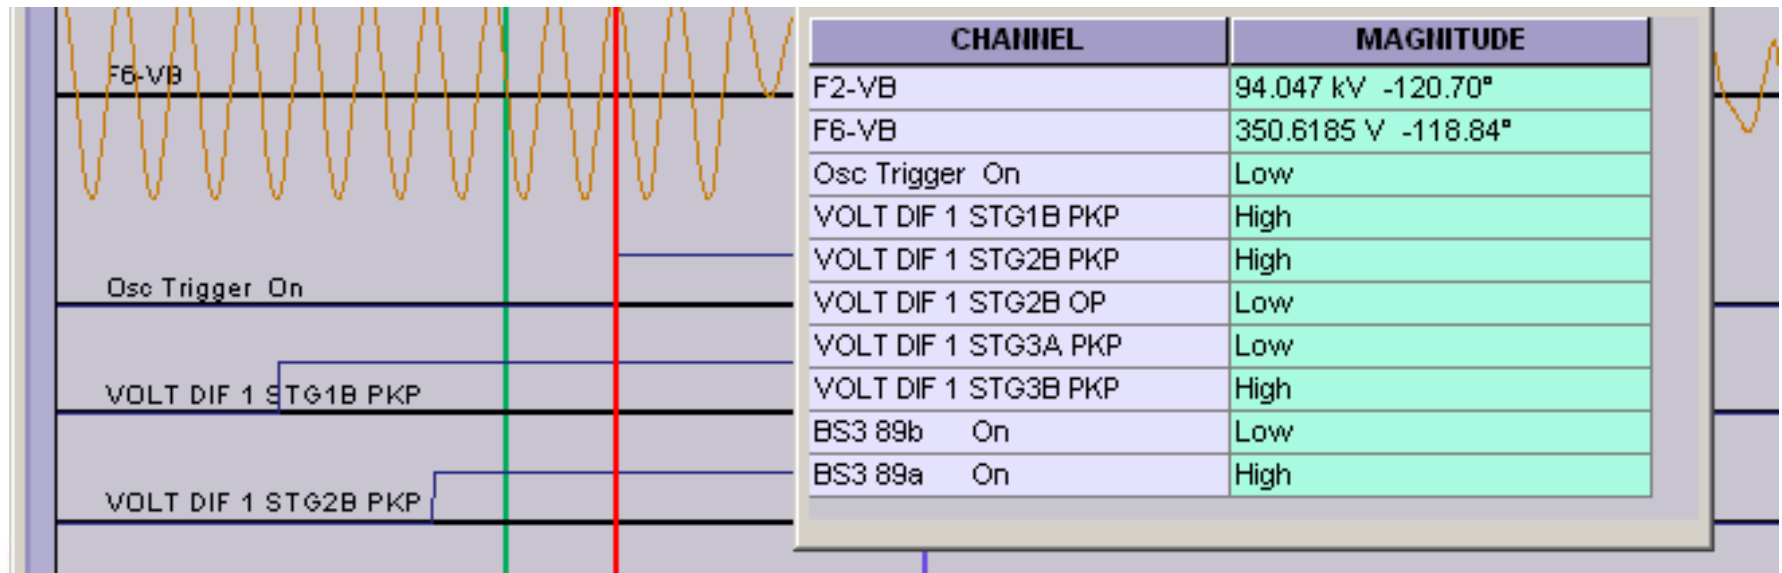 F6-VB
Osc Trigger On
VOLT DIF 1 STG1B PKP
VOLT DIF 1 STG2B PKP
CHANNEL MAGNITUDE
F2-VB 94.047 kV -120.70°
F6-VB 350.6185 V -118.84°
Osc Trigger On Low
VOLT DIF 1 STG1B PKP High
VOLT DIF 1 STG2B PKP High
VOLT DIF 1 STG2B OP Low
VOLT DIF 1 STG3A PKP Low
VOLT DIF 1 STG3B PKP High
BS3 89b On Low
BS3 89a On High